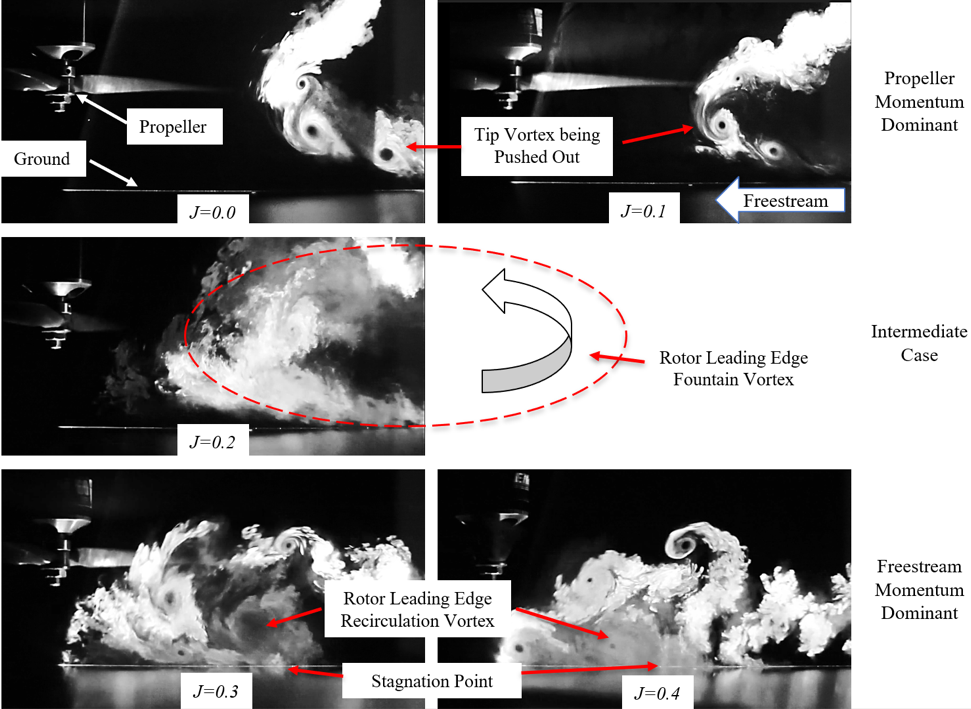 Propeller
Ground
J=0.0
Tip Vortex being
Pushed Out
Freestream
J=0.1
Propeller
Momentum
Dominant
J=0.2
Rotor Leading Edge
Fountain Vortex
Intermediate
Case
EM
Rotor Leading Edge
Recirculation Vortex
Stagnation Point
J=0.3
J=0.4
Freestream
Momentum
Dominant